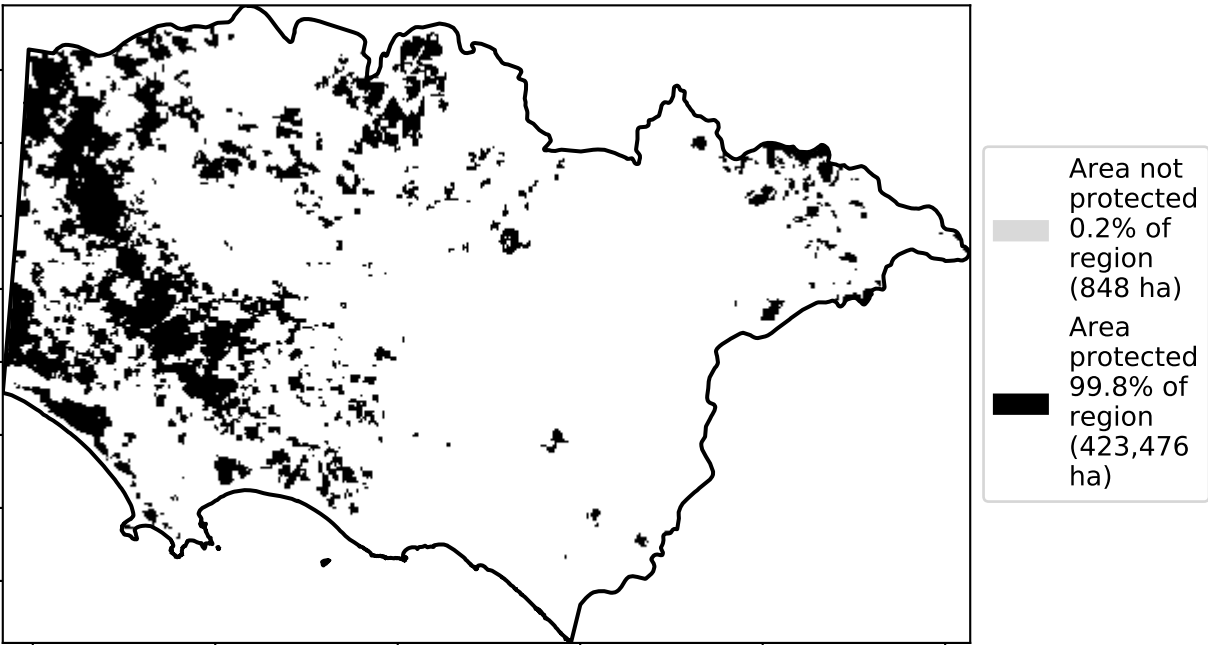 Area not
protected
0.2% of
region
(848 ha)
Area
protected
99.8% of
region
(423,476
ha)